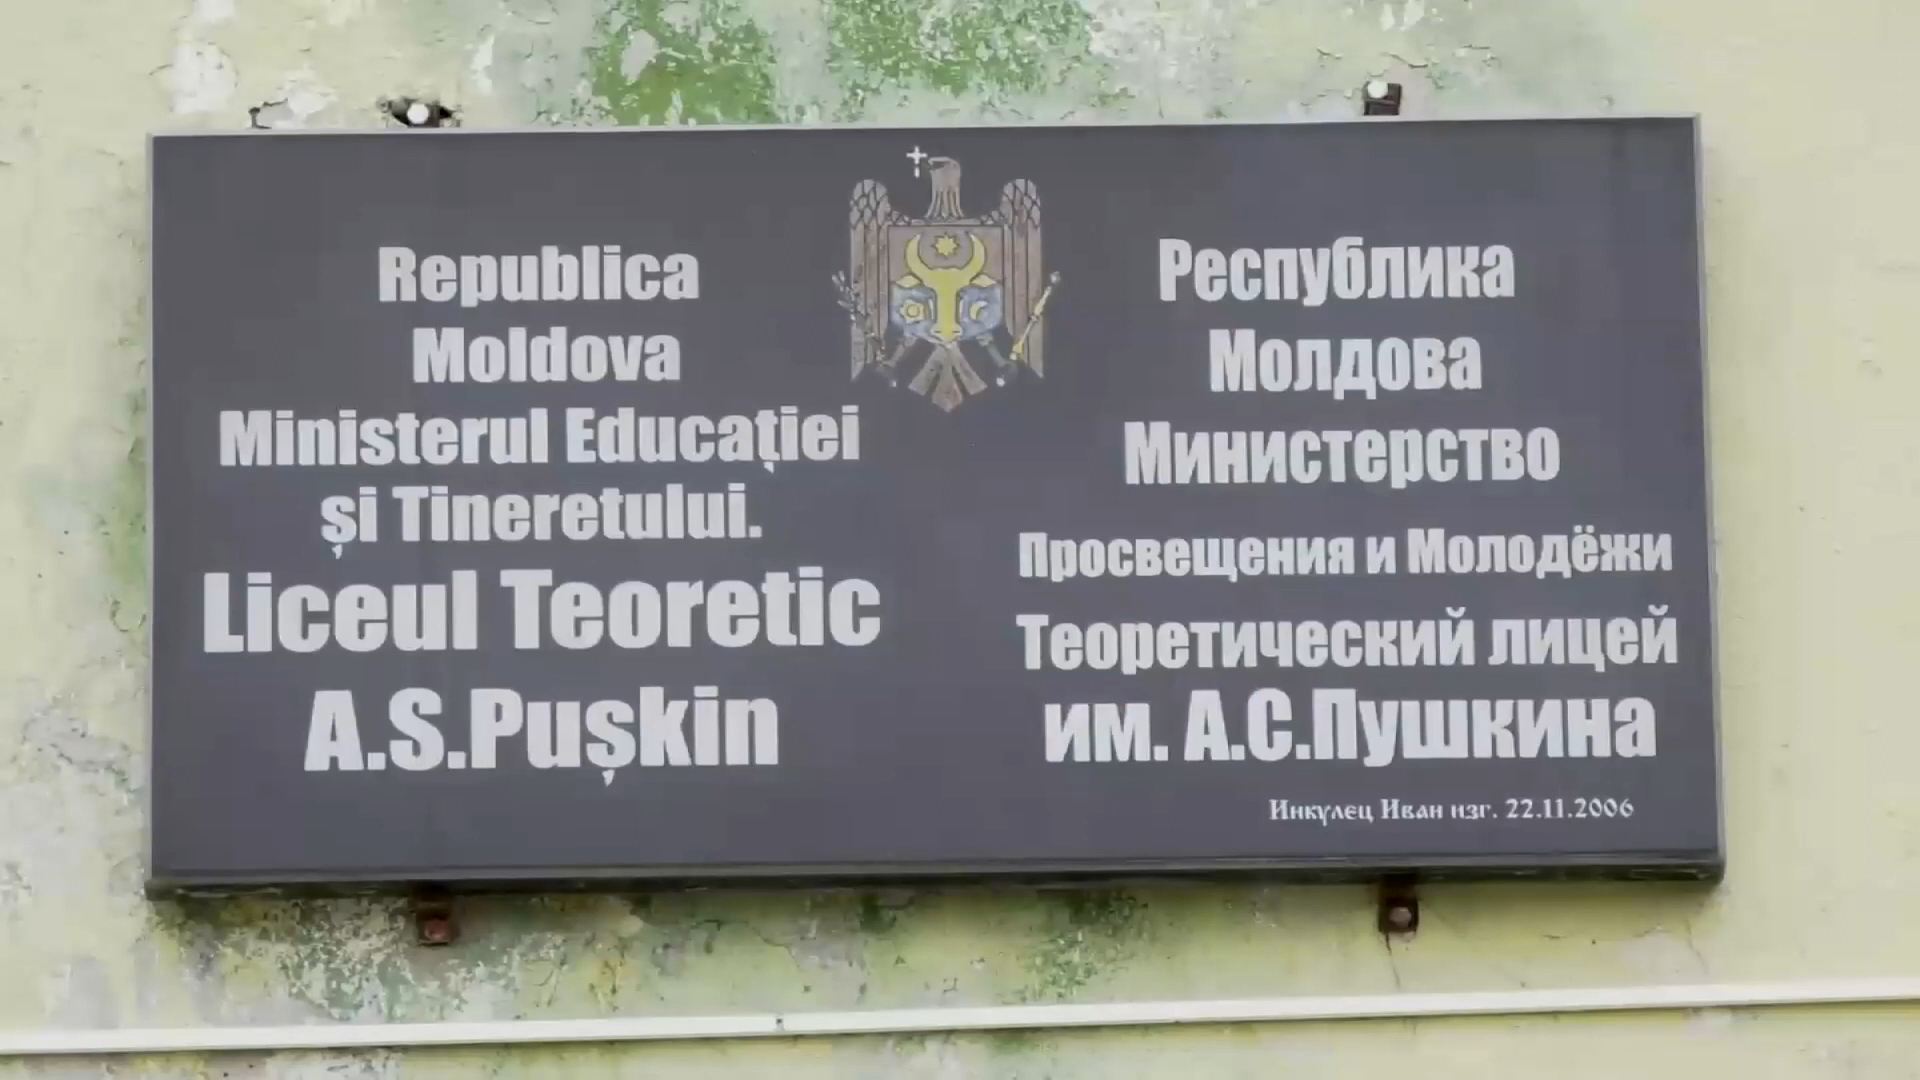 Republica
Moldova
Ministerul Educației
și Tineretului.
Liceul Teoretic
A.S.Pușkin
Республика
Молдова
Министерство
Просвещения и Молодёжи
Теоретический лицей
им. А.С.Пушкина
Инкулец Иван изг. 22.11.2006